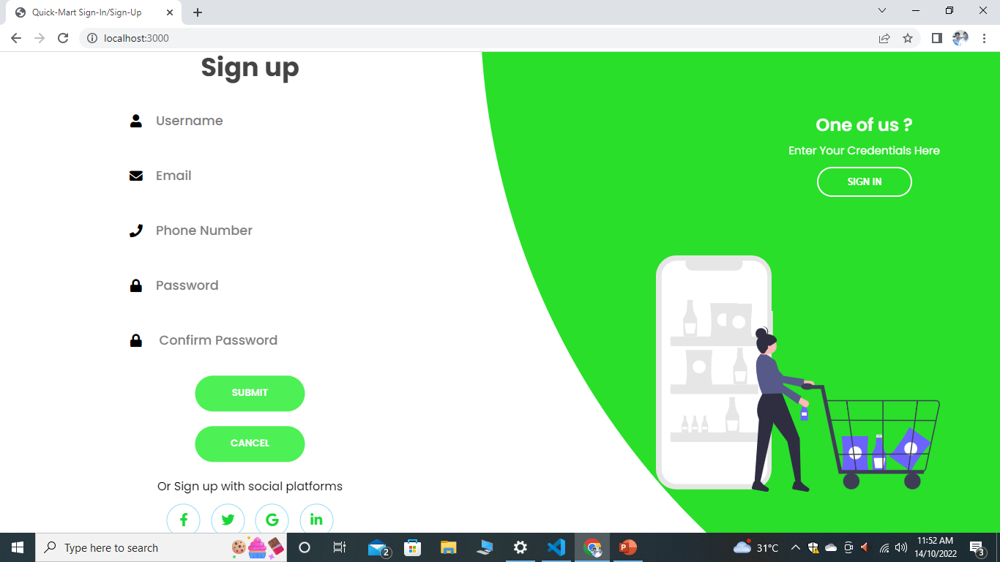 Quick-Mart Sign-In/Sign-Up
localhost:3000
Sign up
Username
Email
Phone Number
Password
Confirm Password
SUBMIT
CANCEL
Or Sign up with social platforms
One of us ?
Enter Your Credentials Here
SIGN IN
Type here to search
2
31°C
11:52 AM
14/10/2022
3